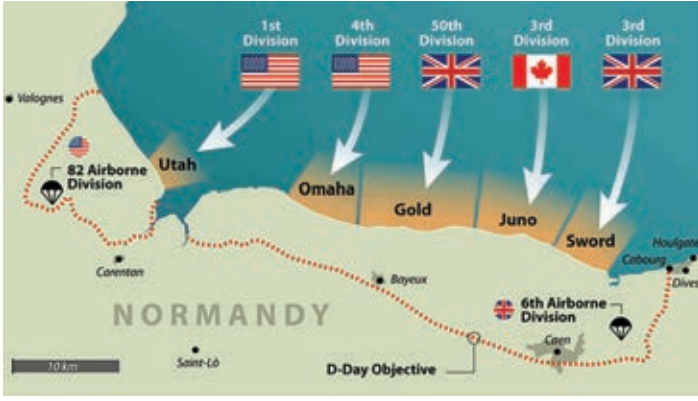 1st
Division
4th
Division
50th
Division
3rd
Division
3rd
Division
Valognes
82 Airborne
Division
Utah
Omaha
Gold
Juno
Sword
Houlgate
Cabourg
Dives
Carentan
Bayeux
NORMANDY
6th Airborne
Division
Caen
Saint-Lô
10 km
D-Day Objective